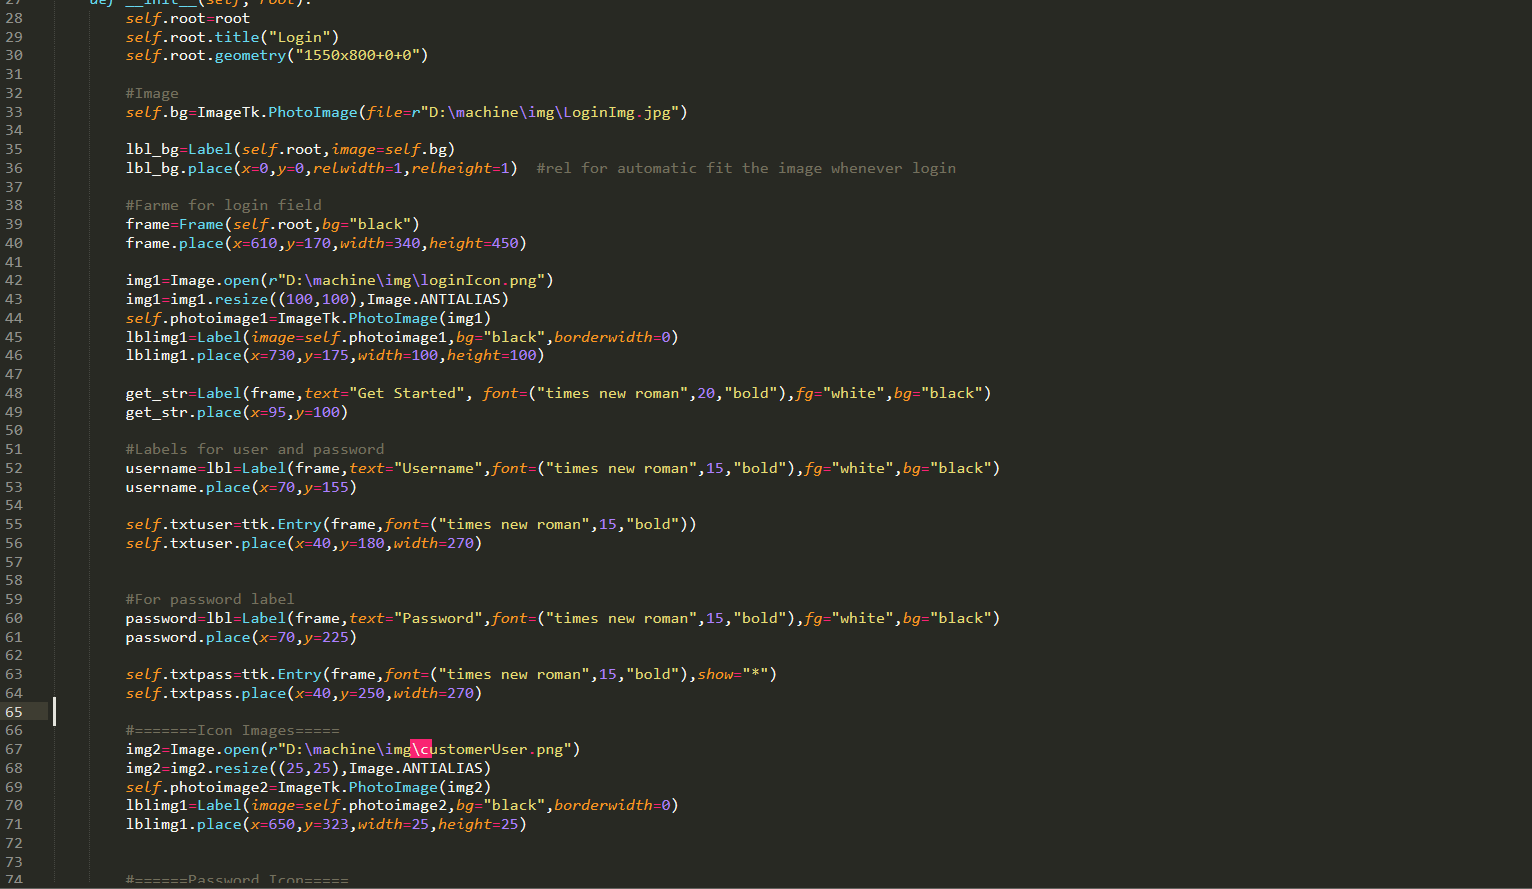 27 def __init__(self, root):
28 self.root=root
29 self.root.title("Login")
30 self.root.geometry("1550x800+0+0")
31
32 #Image
33 self.bg=ImageTk.PhotoImage(file=r"D:\machine\img\LoginImg.jpg")
34
35 lbl_bg=Label(self.root,image=self.bg)
36 lbl_bg.place(x=0,y=0,relwidth=1,relheight=1)  #rel for automatic fit the image whenever login
37
38 #Farme for login field
39 frame=Frame(self.root,bg="black")
40 frame.place(x=610,y=170,width=340,height=450)
41
42 img1=Image.open(r"D:\machine\img\loginIcon.png")
43 img1=img1.resize((100,100),Image.ANTIALIAS)
44 self.photoimage1=ImageTk.PhotoImage(img1)
45 lblimg1=Label(image=self.photoimage1,bg="black",borderwidth=0)
46 lblimg1.place(x=730,y=175,width=100,height=100)
47
48 get_str=Label(frame,text="Get Started", font=("times new roman",20,"bold"),fg="white",bg="black")
49 get_str.place(x=95,y=100)
50
51 #Labels for user and password
52 username=lbl=Label(frame,text="Username",font=("times new roman",15,"bold"),fg="white",bg="black")
53 username.place(x=70,y=155)
54
55 self.txtuser=ttk.Entry(frame,font=("times new roman",15,"bold"))
56 self.txtuser.place(x=40,y=180,width=270)
57
58
59 #For password label
60 password=lbl=Label(frame,text="Password",font=("times new roman",15,"bold"),fg="white",bg="black")
61 password.place(x=70,y=225)
62
63 self.txtpass=ttk.Entry(frame,font=("times new roman",15,"bold"),show="*")
64 self.txtpass.place(x=40,y=250,width=270)
65
66 #=======Icon Images=====
67 img2=Image.open(r"D:\machine\img\customerUser.png")
68 img2=img2.resize((25,25),Image.ANTIALIAS)
69 self.photoimage2=ImageTk.PhotoImage(img2)
70 lblimg1=Label(image=self.photoimage2,bg="black",borderwidth=0)
71 lblimg1.place(x=650,y=323,width=25,height=25)
72
73
74 #======Password Icon=====